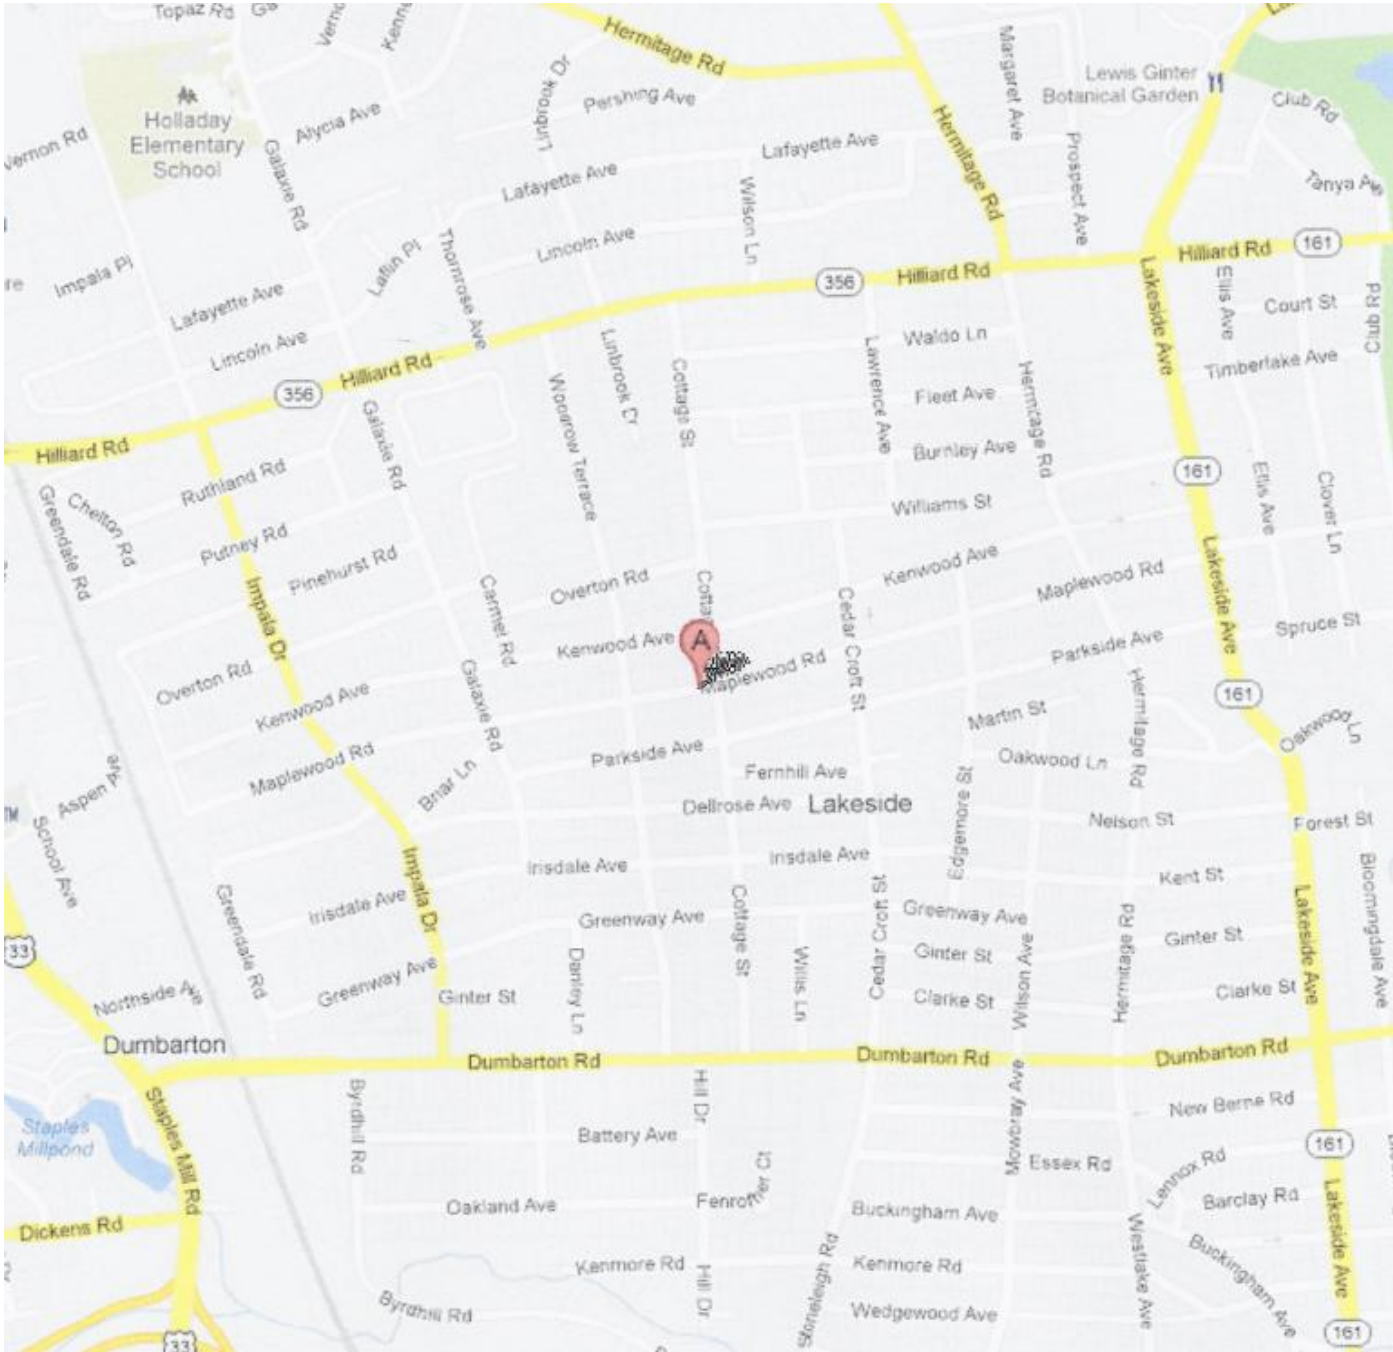 Topaz Rd
Hermitage Rd
Linbrook Dr
Pershing Ave
Margaret Ave
Lewis Ginter
Botanical Garden
Club Rd
Holladay
Elementary
School
Alycia Ave
Vernon Rd
Galaxie Rd
Lafayette Ave
Lafayette Ave
Hermitage Rd
Prospect Ave
Tanya Ave
Wilson Ln
Thornrose Ave
Lincoln Ave
Laflin Pl
Impala Pl
Hilliard Rd
161
Hilliard Rd
356
Lakeside Ave
Ellis Ave
Court St
Club Rd
Lafayette Ave
Lincoln Ave
Linbrook Dr
Cottage St
Lawrence Ave
Waldo Ln
Timberlake Ave
Hilliard Rd
356
Woodrow Terrace
Fleet Ave
Hermitage Rd
Galaxie Rd
Hilliard Rd
Burnley Ave
161
Ellis Ave
Clover Ln
Ruthland Rd
Greendale Rd
Chelton Rd
Williams St
Putney Rd
Pinehurst Rd
Impala Dr
Overton Rd
Kenwood Ave
Maplewood Rd
Lakeside Ave
Carmel Rd
Cedar Croft St
Kenwood Ave
A
Parkside Ave
Spruce St
Overton Rd
Kenwood Ave
Galaxie Rd
Maplewood Rd
Hermitage Rd
161
Martin St
Oakwood Ln
Maplewood Rd
Parkside Ave
Oakwood Ln
Briar Ln
Fernhill Ave
Aspen Ave
Dellrose Ave
Lakeside
Edgemore St
Nelson St
Forest St
School Ave
Impala Dr
Irisdale Ave
Irisdale Ave
Kent St
Bloomingdale Ave
Irisdale Ave
Greenway Ave
Cottage St
Cedar Croft St
Greenway Ave
Greendale Rd
Hermitage Rd
Ginter St
Lakeside Ave
33
Danley Ln
Willis Ln
Ginter St
Wilson Ave
Greenway Ave
Northside Ave
Ginter St
Clarke St
Clarke St
Dumbarton
Dumbarton Rd
Dumbarton Rd
Dumbarton Rd
Byrdhill Rd
Hill Dr
Mowbray Ave
New Berne Rd
Staples
Millpond
Staples Mill Rd
Battery Ave
161
Essex Rd
Lennox Rd
Oakland Ave
Barclay Rd
Buckingham Ave
Lakeside Ave
Dickens Rd
Westlake Ave
Buckingham Ave
Stoneleigh Rd
Kenmore Rd
Hill Dr
Kenmore Rd
Byrdhill Rd
Wedgewood Ave
33
161